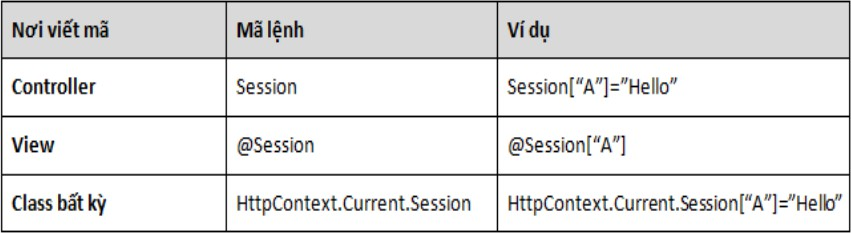 Nơi viết mã Mã lệnh Ví dụ
Controller Session Session[“A”]=”Hello”
View @Session @Session[“A”]
Class bất kỳ HttpContext.Current.Session HttpContext.Current.Session[“A”]=”Hello”